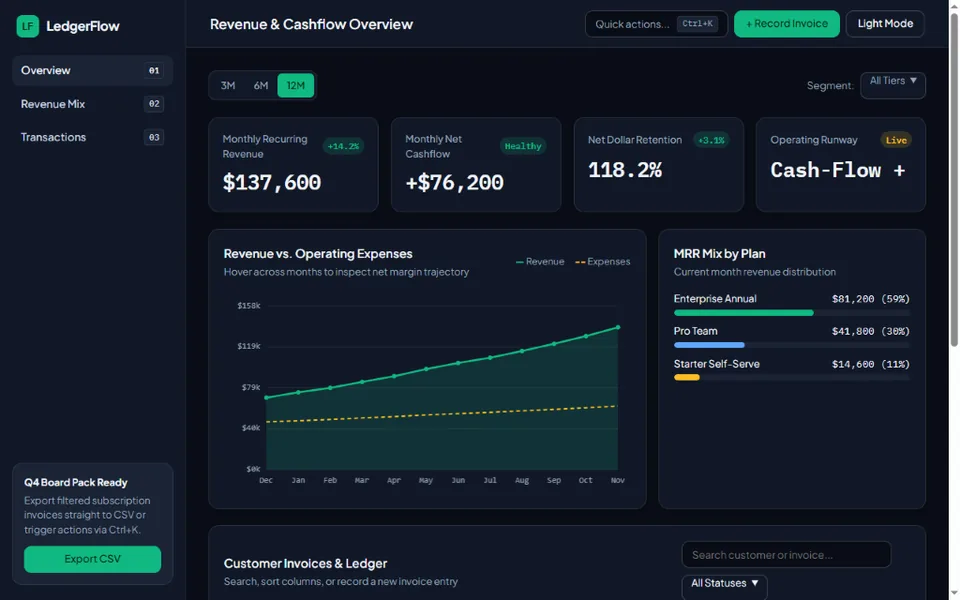 LF LedgerFlow
Overview 01
Revenue Mix 02
Transactions 03
Q4 Board Pack Ready
Export filtered subscription
invoices straight to CSV or
trigger actions via Ctrl+K.
Export CSV
Revenue & Cashflow Overview
Quick actions... Ctrl+K
+ Record Invoice
Light Mode
3M 6M 12M
Segment: All Tiers ▼
Monthly Recurring
Revenue
+14.2%
$137,600
Monthly Net
Cashflow
Healthy
+$76,200
Net Dollar Retention
+3.1%
118.2%
Operating Runway
Live
Cash-Flow +
Revenue vs. Operating Expenses
Hover across months to inspect net margin trajectory
Revenue Expenses
$158k
$119k
$79k
$40k
$0k
Dec Jan Feb Mar Apr May Jun Jul Aug Sep Oct Nov
MRR Mix by Plan
Current month revenue distribution
Enterprise Annual $81,200 (59%)
Pro Team $41,800 (30%)
Starter Self-Serve $14,600 (11%)
Customer Invoices & Ledger
Search, sort columns, or record a new invoice entry
Search customer or invoice...
All Statuses ▼